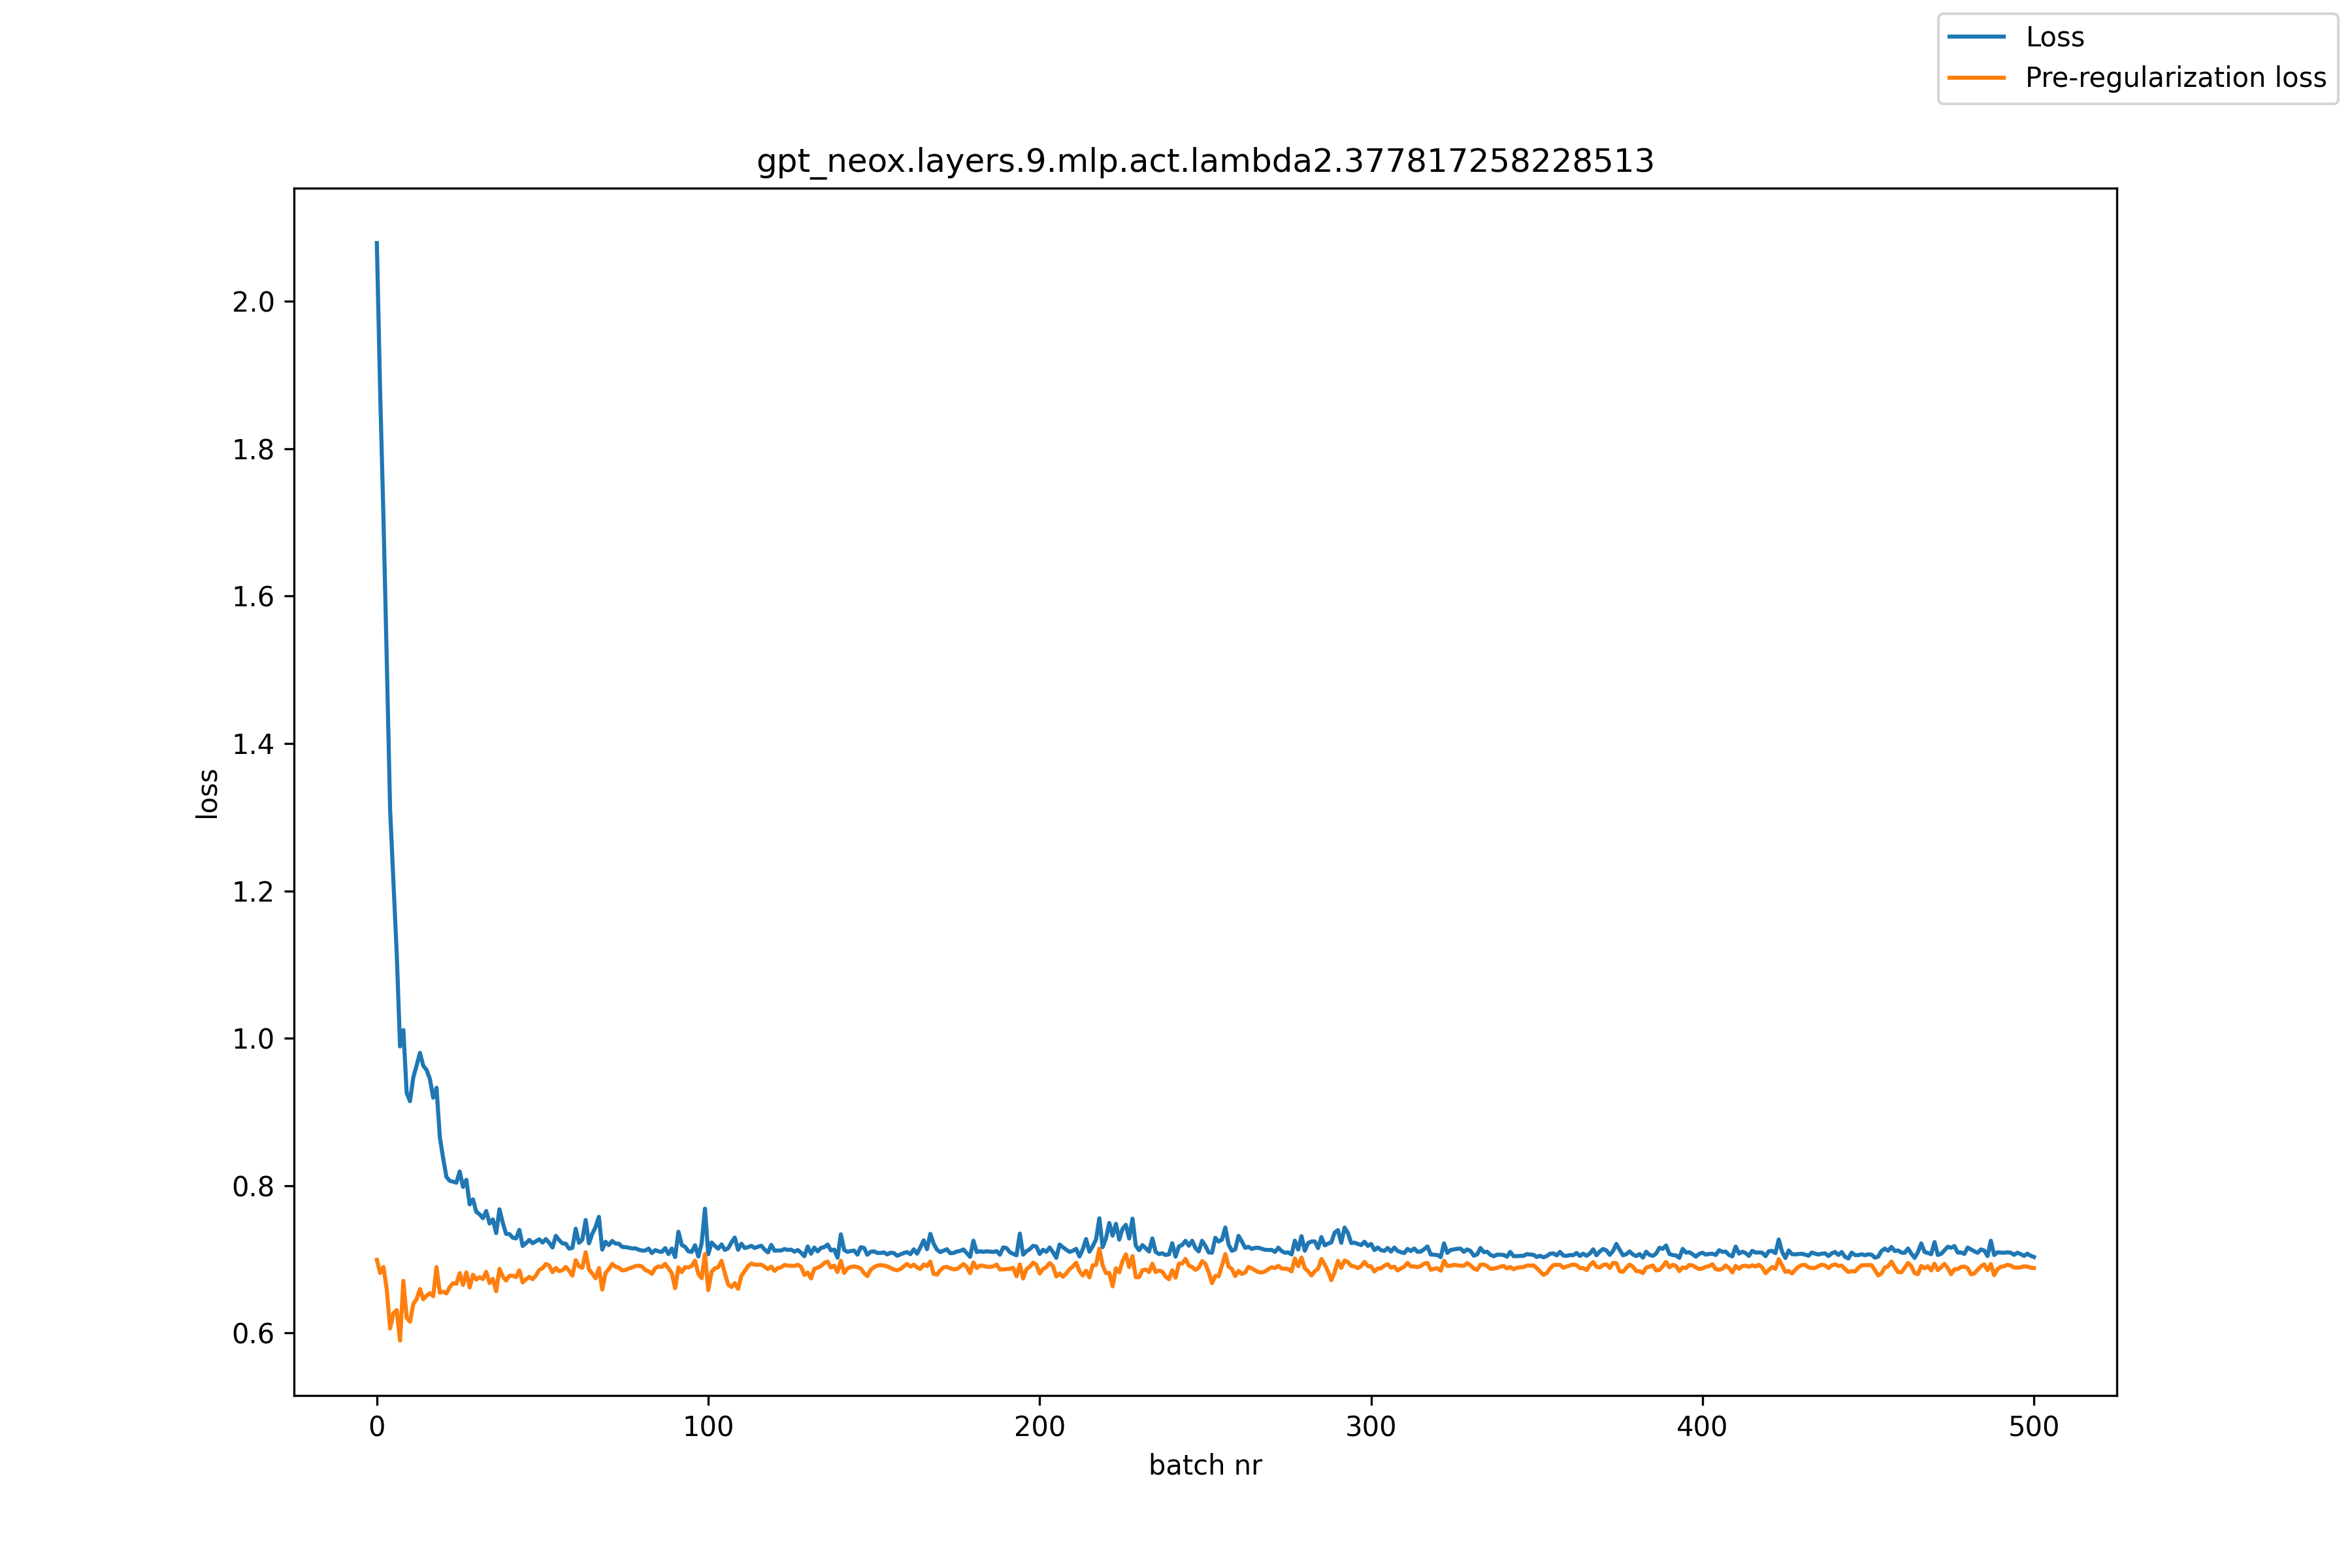 Loss
Pre-regularization loss
gpt_neox.layers.9.mlp.act.lambda2.377817258228513
2.0
1.8
1.6
1.4
1.2
1.0
0.8
0.6
loss
0 100 200 300 400 500
batch nr